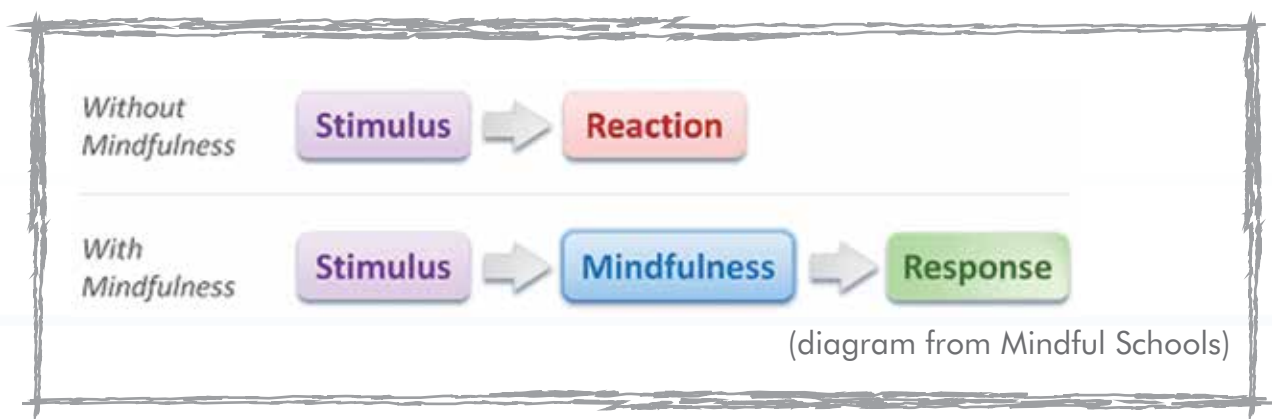 Without
Mindfulness
Stimulus
Reaction
With
Mindfulness
Stimulus
Mindfulness
Response
(diagram from Mindful Schools)